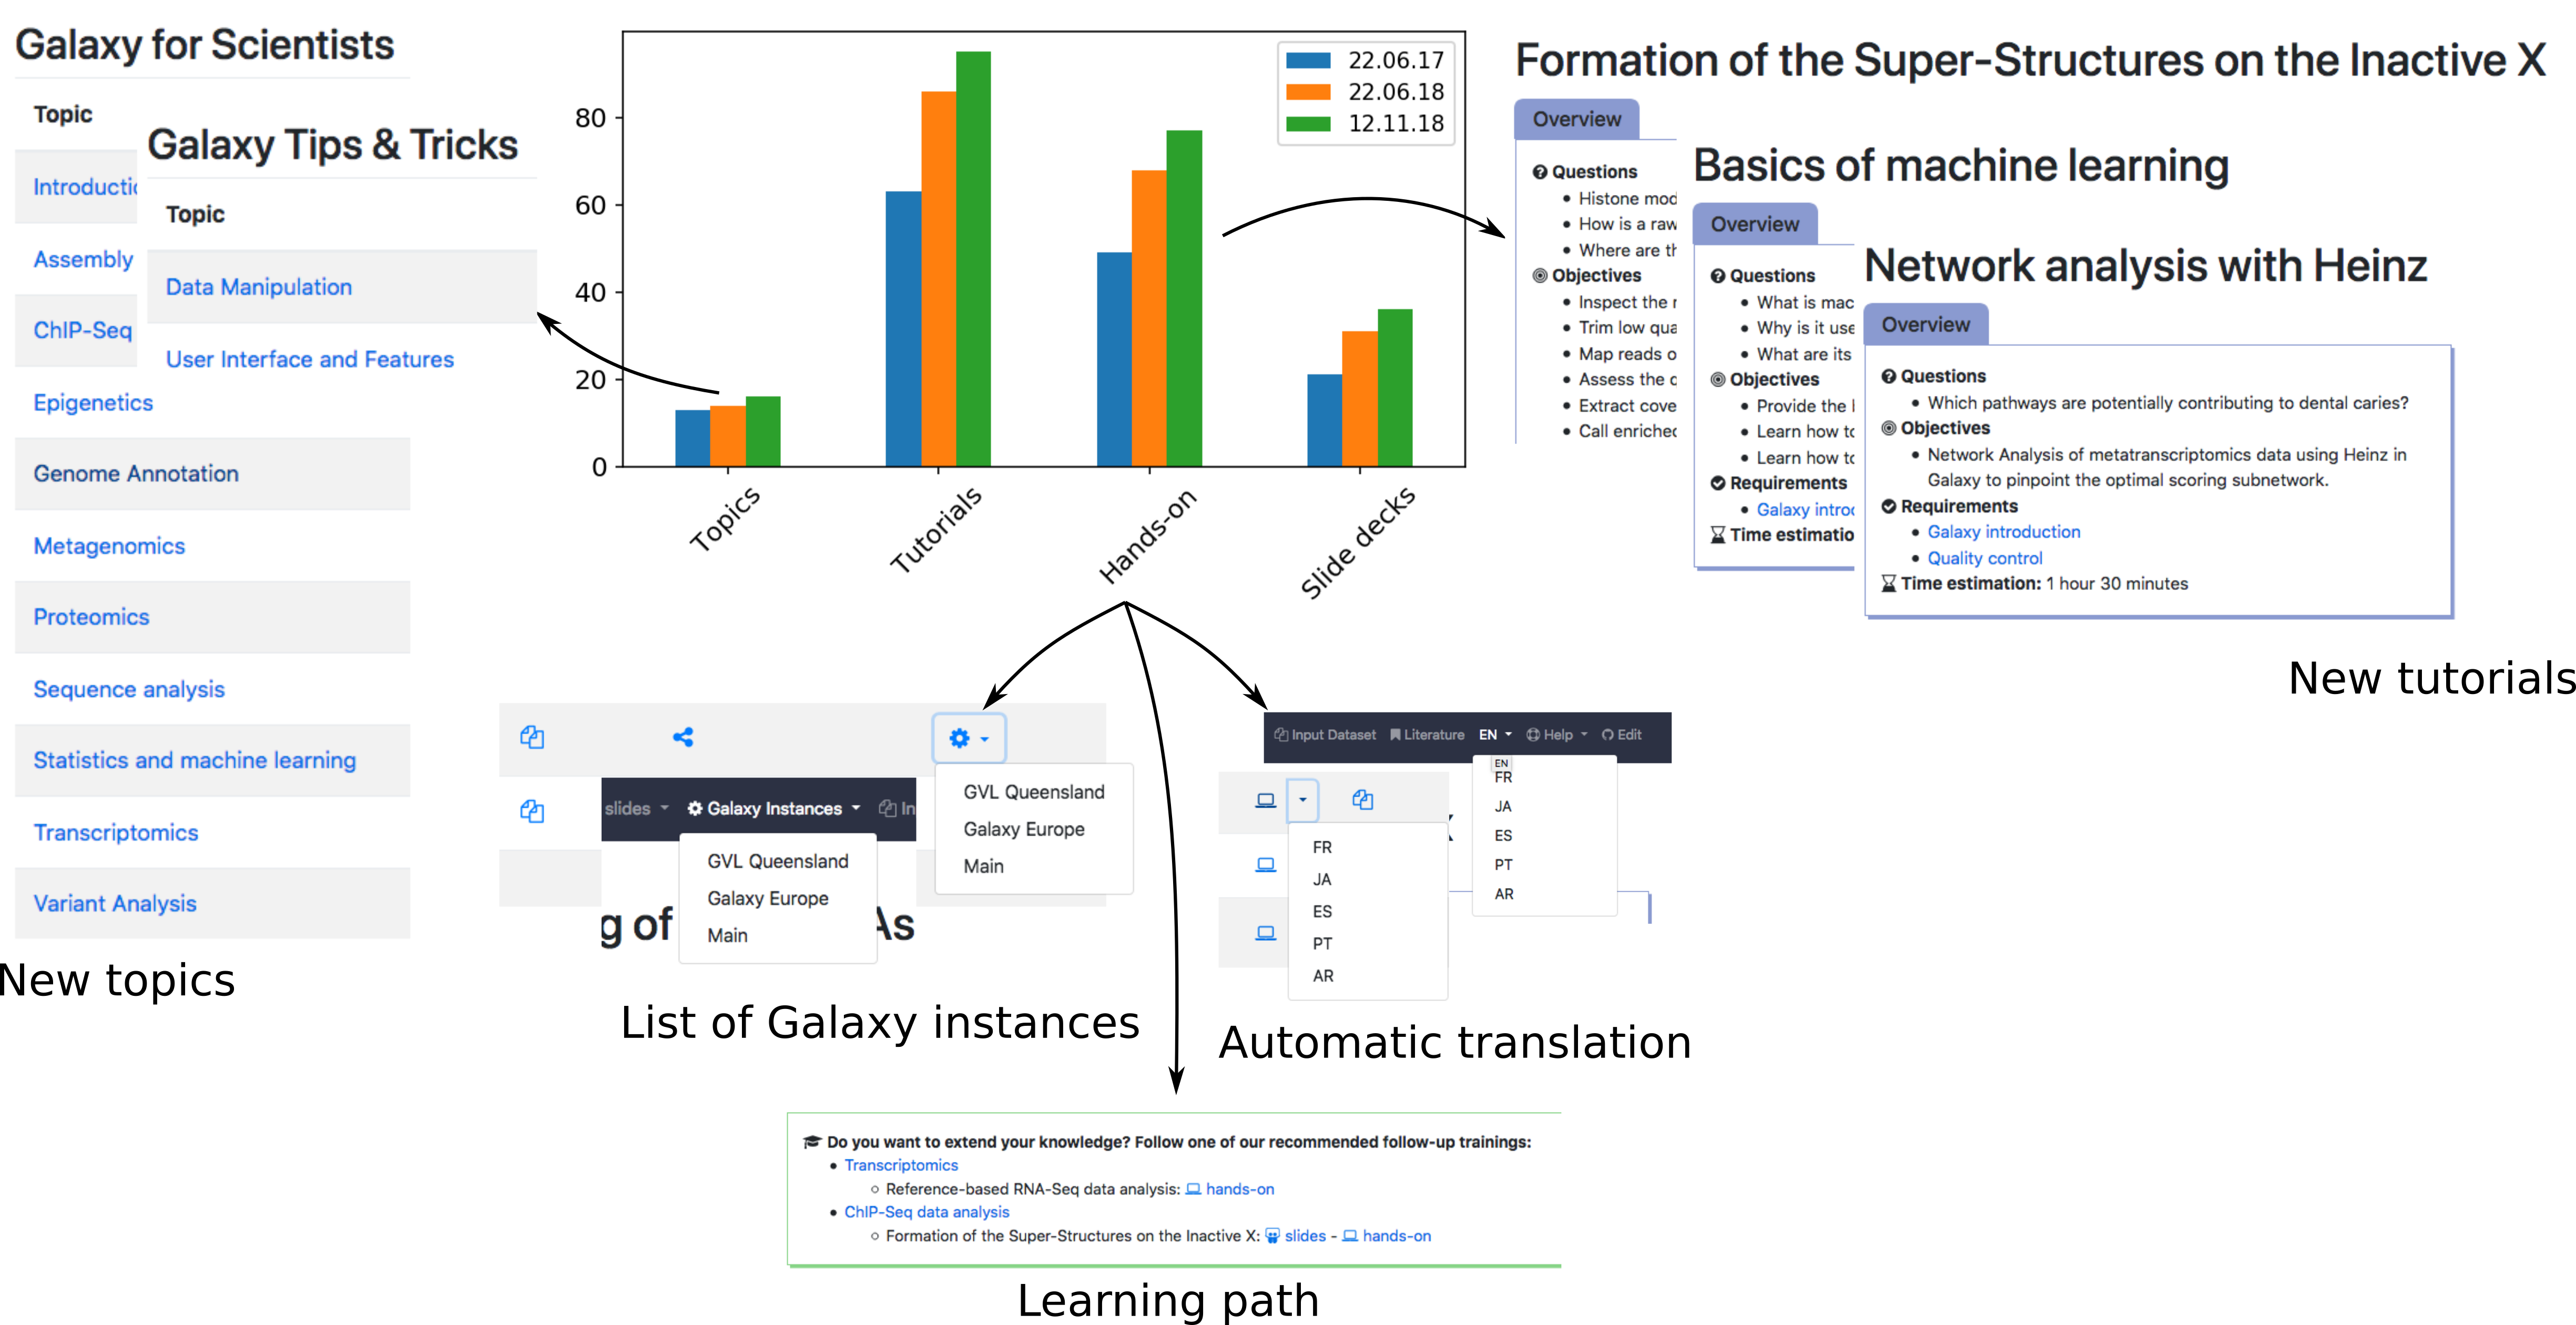 Galaxy for Scientists
Topic
Assembly
ChIP-Seq
Epigenetics
Genome Annotation
Metagenomics
Proteomics
Sequence analysis
Statistics and machine learning
Transcriptomics
Variant Analysis
New topics
Galaxy Tips & Tricks
Topic
Data Manipulation
User Interface and Features
80
60
40
20
0
22.06.17
22.06.18
12.11.18
Topics
Tutorials
Hands-on
Slide decks
Formation of the Super-Structures on the Inactive X
Overview
Questions
Histone mod
How is a raw
Where are th
Objectives
Inspect the r
Trim low qua
Map reads o
Assess the c
Extract cove
Call enriched
Basics of machine learning
Overview
Questions
What is mac
Why is it use
What are its
Objectives
Provide the
Learn how to
Learn how to
Requirements
Galaxy intro
Time estimatio
Network analysis with Heinz
Overview
Questions
Which pathways are potentially contributing to dental caries?
Objectives
Network Analysis of metatranscriptomics data using Heinz in
Galaxy to pinpoint the optimal scoring subnetwork.
Requirements
Galaxy introduction
Quality control
Time estimation: 1 hour 30 minutes
New tutorials
GVL Queensland
Galaxy Europe
Main
slides Galaxy Instances In
GVL Queensland
Galaxy Europe
Main
g of As
List of Galaxy instances
Input Dataset Literature EN Help Edit
EN
FR
JA
ES
PT
AR
FR
JA
ES
PT
AR
Automatic translation
Do you want to extend your knowledge? Follow one of our recommended follow-up trainings:
Transcriptomics
Reference-based RNA-Seq data analysis: hands-on
ChIP-Seq data analysis
Formation of the Super-Structures on the Inactive X: slides - hands-on
Learning path